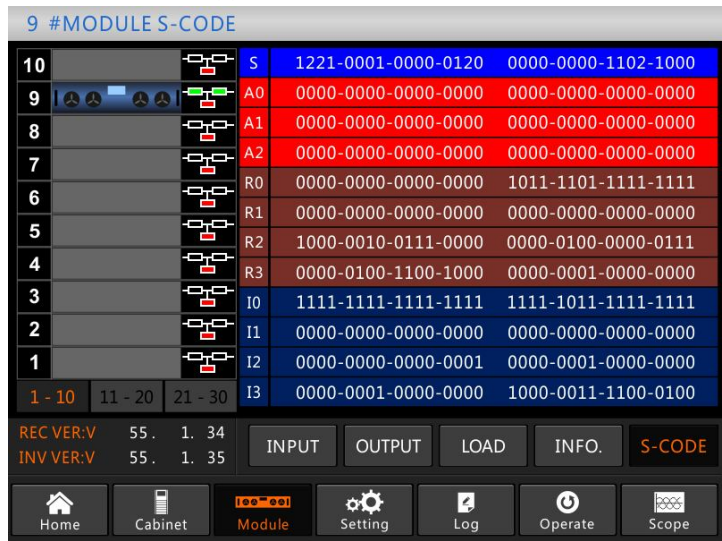 9 #MODULE S-CODE
10
9
8
7
6
5
4
3
2
1
S 1221-0001-0000-0120 0000-0000-1102-1000
A0 0000-0000-0000-0000 0000-0000-0000-0000
A1 0000-0000-0000-0000 0000-0000-0000-0000
A2 0000-0000-0000-0000 0000-0000-0000-0000
R0 0000-0000-0000-0000 1011-1101-1111-1111
R1 0000-0000-0000-0000 0000-0000-0000-0000
R2 1000-0010-0111-0000 0000-0100-0000-0111
R3 0000-0100-1100-1000 0000-0001-0000-0000
I0 1111-1111-1111-1111 1111-1011-1111-1111
I1 0000-0000-0000-0000 0000-0000-0000-0000
I2 0000-0000-0000-0001 0000-0001-0000-0000
I3 0000-0001-0000-0000 1000-0011-1100-0100
1 - 10 11 - 20 21 - 30
REC VER:V 55. 1. 34
INV VER:V 55. 1. 35
INPUT OUTPUT LOAD INFO. S-CODE
Home Cabinet Module Setting Log Operate Scope